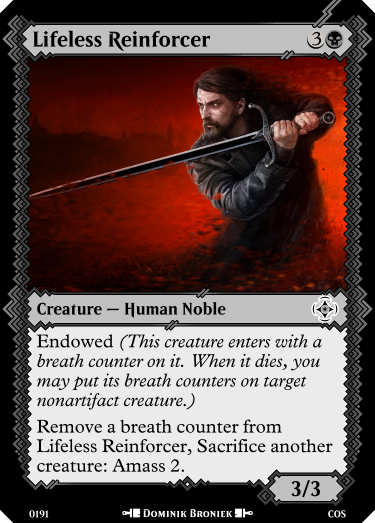 Lifeless Reinforcer 3
Creature — Human Noble
Endowed (This creature enters with a
breath counter on it. When it dies, you
may put its breath counters on target
nonartifact creature.)
Remove a breath counter from
Lifeless Reinforcer, Sacrifice another
creature: Amass 2.
3/3
0191 Dominik Broniek COS